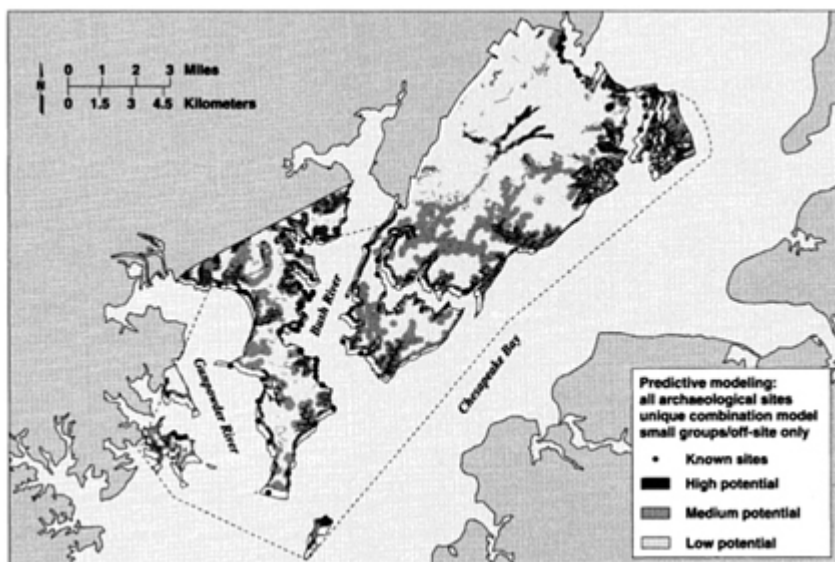 0 1 2 3 Miles
N
0 1.5 3 4.5 Kilometers
Bush River
Gunpowder River
Chesapeake Bay
Predictive modeling:
all archaeological sites
unique combination model
small groups/off-site only
Known sites
High potential
Medium potential
Low potential